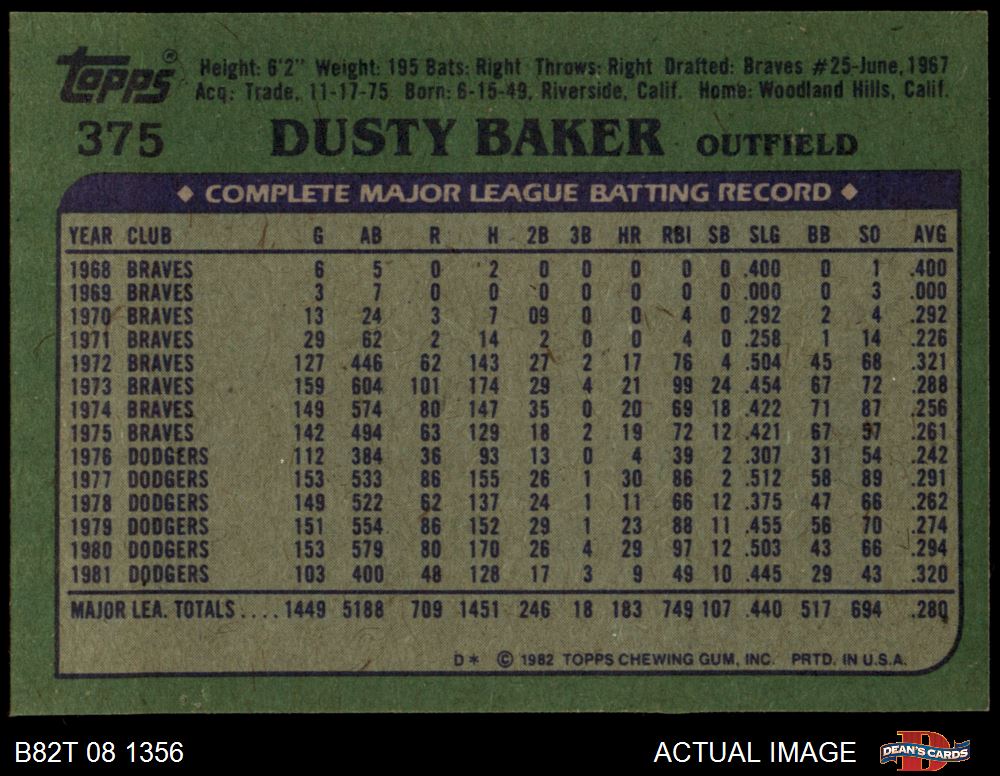 Topps® Height: 6'2" Weight: 195 Bats: Right Throws: Right Drafted: Braves #25-June, 1967
Acq: Trade, 11-17-75 Born: 6-15-49, Riverside, Calif. Home: Woodland Hills, Calif.
375 DUSTY BAKER OUTFIELD
◆ COMPLETE MAJOR LEAGUE BATTING RECORD ◆
YEAR CLUB G AB R H 2B 3B HR RBI SB SLG BB SO AVG
1968 BRAVES 6 5 0 2 0 0 0 0 0 .400 0 1 .400
1969 BRAVES 3 7 0 0 0 0 0 0 0 .000 0 3 .000
1970 BRAVES 13 24 3 7 09 0 0 4 0 .292 2 4 .292
1971 BRAVES 29 62 2 14 2 0 0 4 0 .258 1 14 .226
1972 BRAVES 127 446 62 143 27 2 17 76 4 .504 45 68 .321
1973 BRAVES 159 604 101 174 29 4 21 99 24 .454 67 72 .288
1974 BRAVES 149 574 80 147 35 0 20 69 18 .422 71 87 .256
1975 BRAVES 142 494 63 129 18 2 19 72 12 .421 67 57 .261
1976 DODGERS 112 384 36 93 13 0 4 39 2 .307 31 54 .242
1977 DODGERS 153 533 86 155 26 1 30 86 2 .512 58 89 .291
1978 DODGERS 149 522 62 137 24 1 11 66 12 .375 47 66 .262
1979 DODGERS 151 554 86 152 29 1 23 88 11 .455 56 70 .274
1980 DODGERS 153 579 80 170 26 4 29 97 12 .503 43 66 .294
1981 DODGERS 103 400 48 128 17 3 9 49 10 .445 29 43 .320
MAJOR LEA. TOTALS .... 1449 5188 709 1451 246 18 183 749 107 .440 517 694 .280
D* © 1982 TOPPS CHEWING GUM, INC. PRTD. IN U.S.A.
B82T 08 1356 ACTUAL IMAGE D DEAN'S CARDS